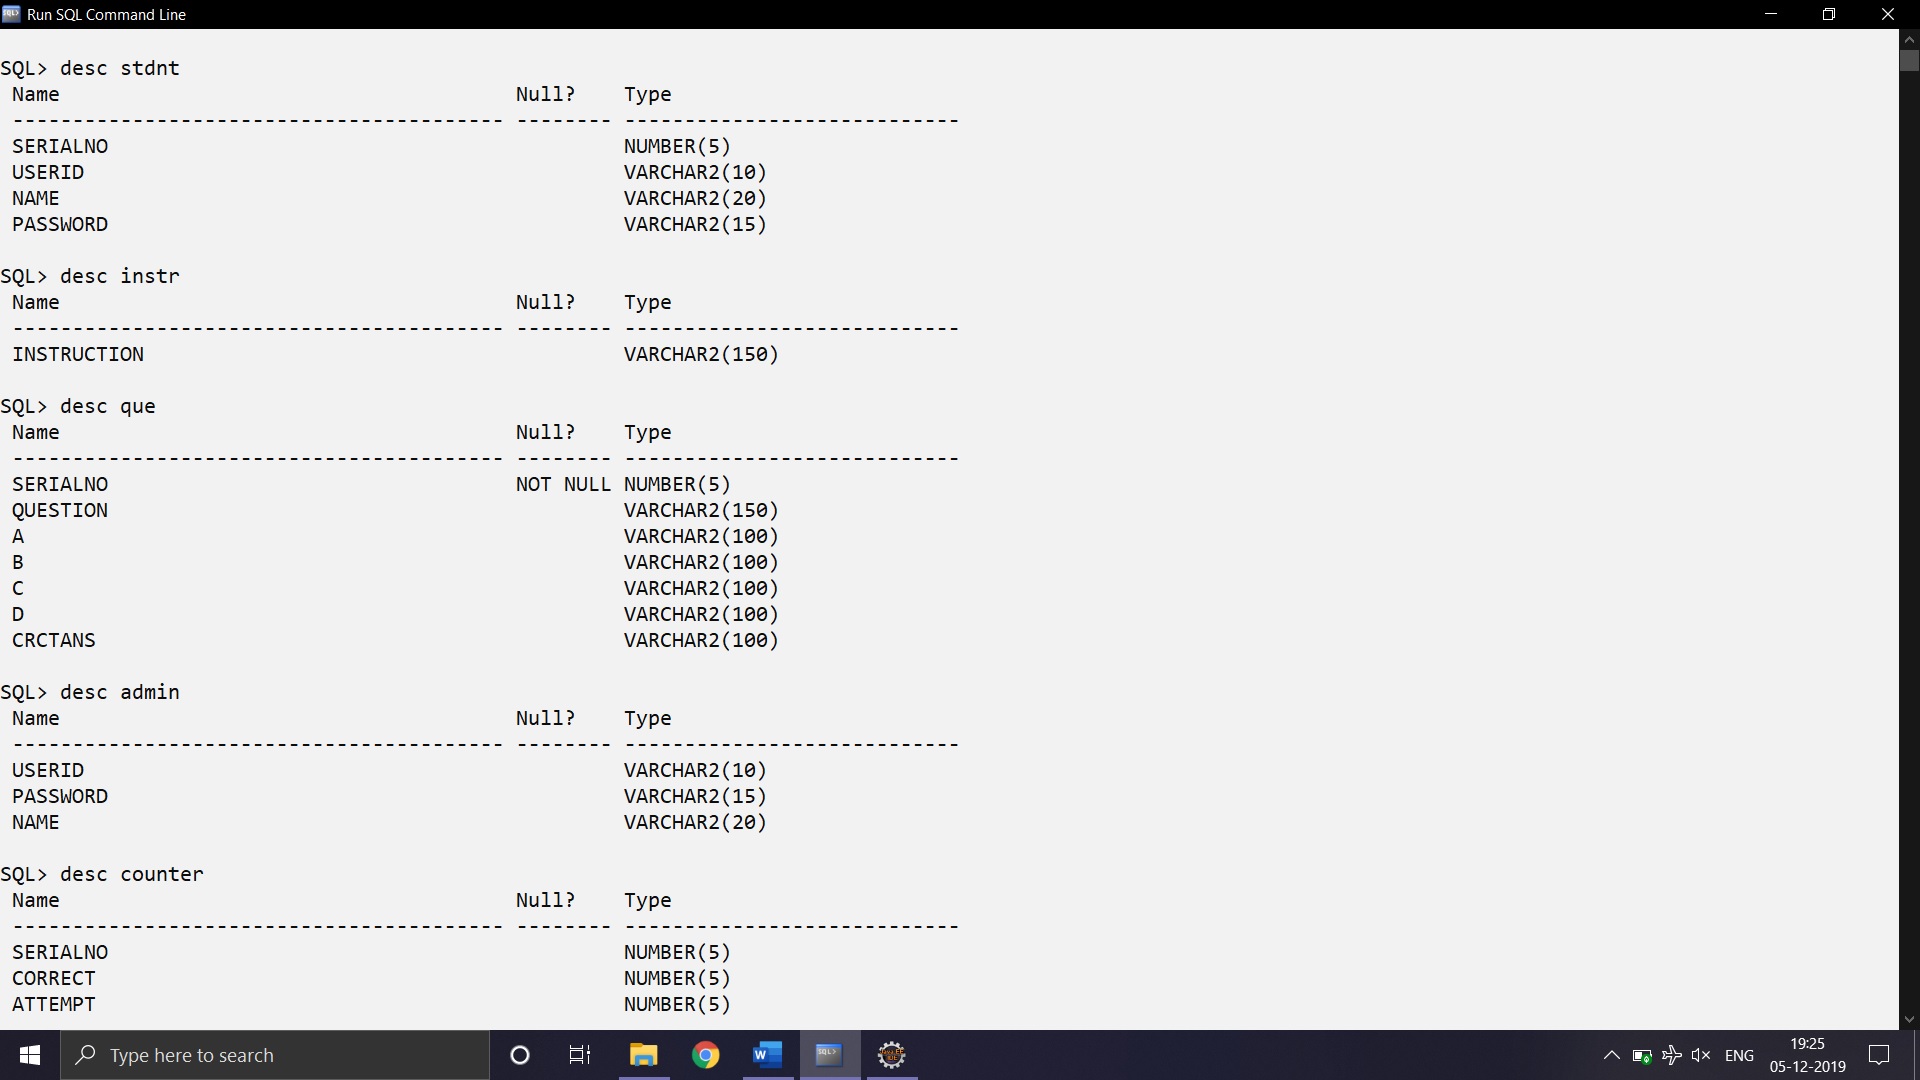 Run SQL Command Line
SQL> desc stdnt
Name Null? Type
----------------------------------------- -------- ----------------------------
SERIALNO NUMBER(5)
USERID VARCHAR2(10)
NAME VARCHAR2(20)
PASSWORD VARCHAR2(15)
SQL> desc instr
Name Null? Type
----------------------------------------- -------- ----------------------------
INSTRUCTION VARCHAR2(150)
SQL> desc que
Name Null? Type
----------------------------------------- -------- ----------------------------
SERIALNO NOT NULL NUMBER(5)
QUESTION VARCHAR2(150)
A VARCHAR2(100)
B VARCHAR2(100)
C VARCHAR2(100)
D VARCHAR2(100)
CRCTANS VARCHAR2(100)
SQL> desc admin
Name Null? Type
----------------------------------------- -------- ----------------------------
USERID VARCHAR2(10)
PASSWORD VARCHAR2(15)
NAME VARCHAR2(20)
SQL> desc counter
Name Null? Type
----------------------------------------- -------- ----------------------------
SERIALNO NUMBER(5)
CORRECT NUMBER(5)
ATTEMPT NUMBER(5)
Type here to search
ENG
19:25
05-12-2019